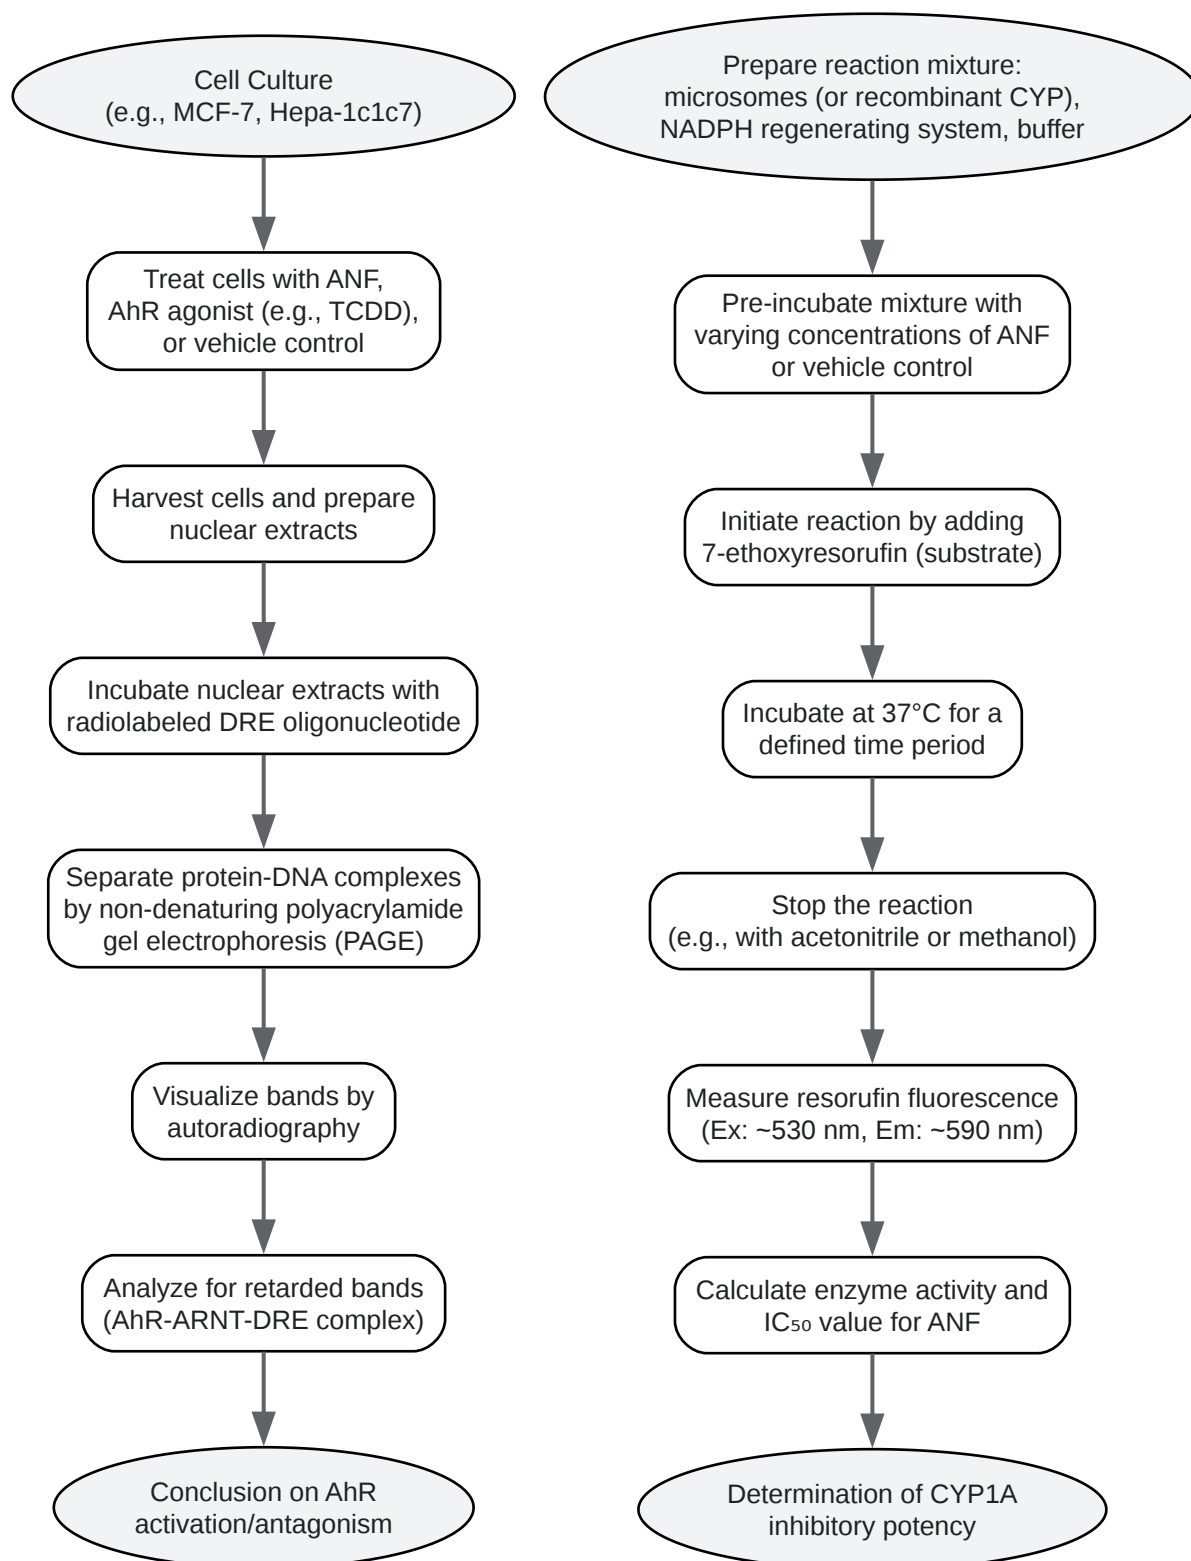 Cell Culture
(e.g., MCF-7, Hepa-1c1c7)
Treat cells with ANF,
AhR agonist (e.g., TCDD),
or vehicle control
Harvest cells and prepare
nuclear extracts
Incubate nuclear extracts with
radiolabeled DRE oligonucleotide
Separate protein-DNA complexes
by non-denaturing polyacrylamide
gel electrophoresis (PAGE)
Visualize bands by
autoradiography
Analyze for retarded bands
(AhR-ARNT-DRE complex)
Conclusion on AhR
activation/antagonism
Prepare reaction mixture:
microsomes (or recombinant CYP),
NADPH regenerating system, buffer
Pre-incubate mixture with
varying concentrations of ANF
or vehicle control
Initiate reaction by adding
7-ethoxyresorufin (substrate)
Incubate at 37°C for a
defined time period
Stop the reaction
(e.g., with acetonitrile or methanol)
Measure resorufin fluorescence
(Ex: ~530 nm, Em: ~590 nm)
Calculate enzyme activity and
IC₅₀ value for ANF
Determination of CYP1A
inhibitory potency